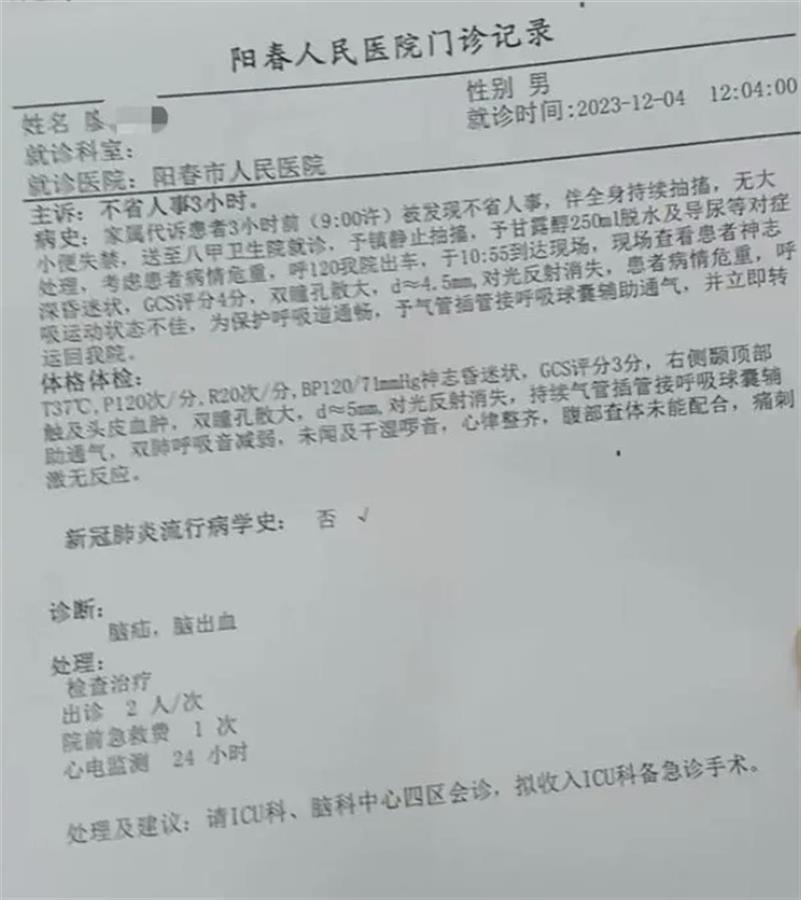 阳春人民医院门诊记录
姓名
性别 男
就诊科室:
就诊时间:2023-12-04 12:04:00
就诊医院: 阳春市人民医院
主诉: 不省人事3小时。
病史: 家属代诉患者3小时前 (9:00许) 被发现不省人事, 伴全身持续抽搐, 无大
小便失禁, 送至八甲卫生院就诊, 予镇静止抽搐, 予甘露醇250ml脱水及导尿等对症
处理, 考虑患者病情危重, 呼120我院出车, 于10:55到达现场, 现场查看患者神志
深昏迷状, GCS评分4分, 双瞳孔散大, d≈4.5mm,对光反射消失, 患者病情危重, 呼
吸运动状态不佳, 为保护呼吸道通畅, 予气管插管接呼吸球囊辅助通气, 并立即转
运回我院。
体格体检:
T37℃,P120次/分,R20次/分,BP120/71mmHg神志昏迷状, GCS评分3分, 右侧颞顶部
触及头皮血肿, 双瞳孔散大, d≈5mm,对光反射消失, 持续气管插管接呼吸球囊辅
助通气, 双肺呼吸音减弱, 未闻及干湿啰音, 心律整齐, 腹部查体未能配合, 痛刺
激无反应。
新冠肺炎流行病学史: 否 √
诊断:
脑疝, 脑出血
处理:
检查治疗
出诊 2 人/次
院前急救费 1 次
心电监测 24 小时
处理及建议: 请ICU科、脑科中心四区会诊, 拟收入ICU科备急诊手术。